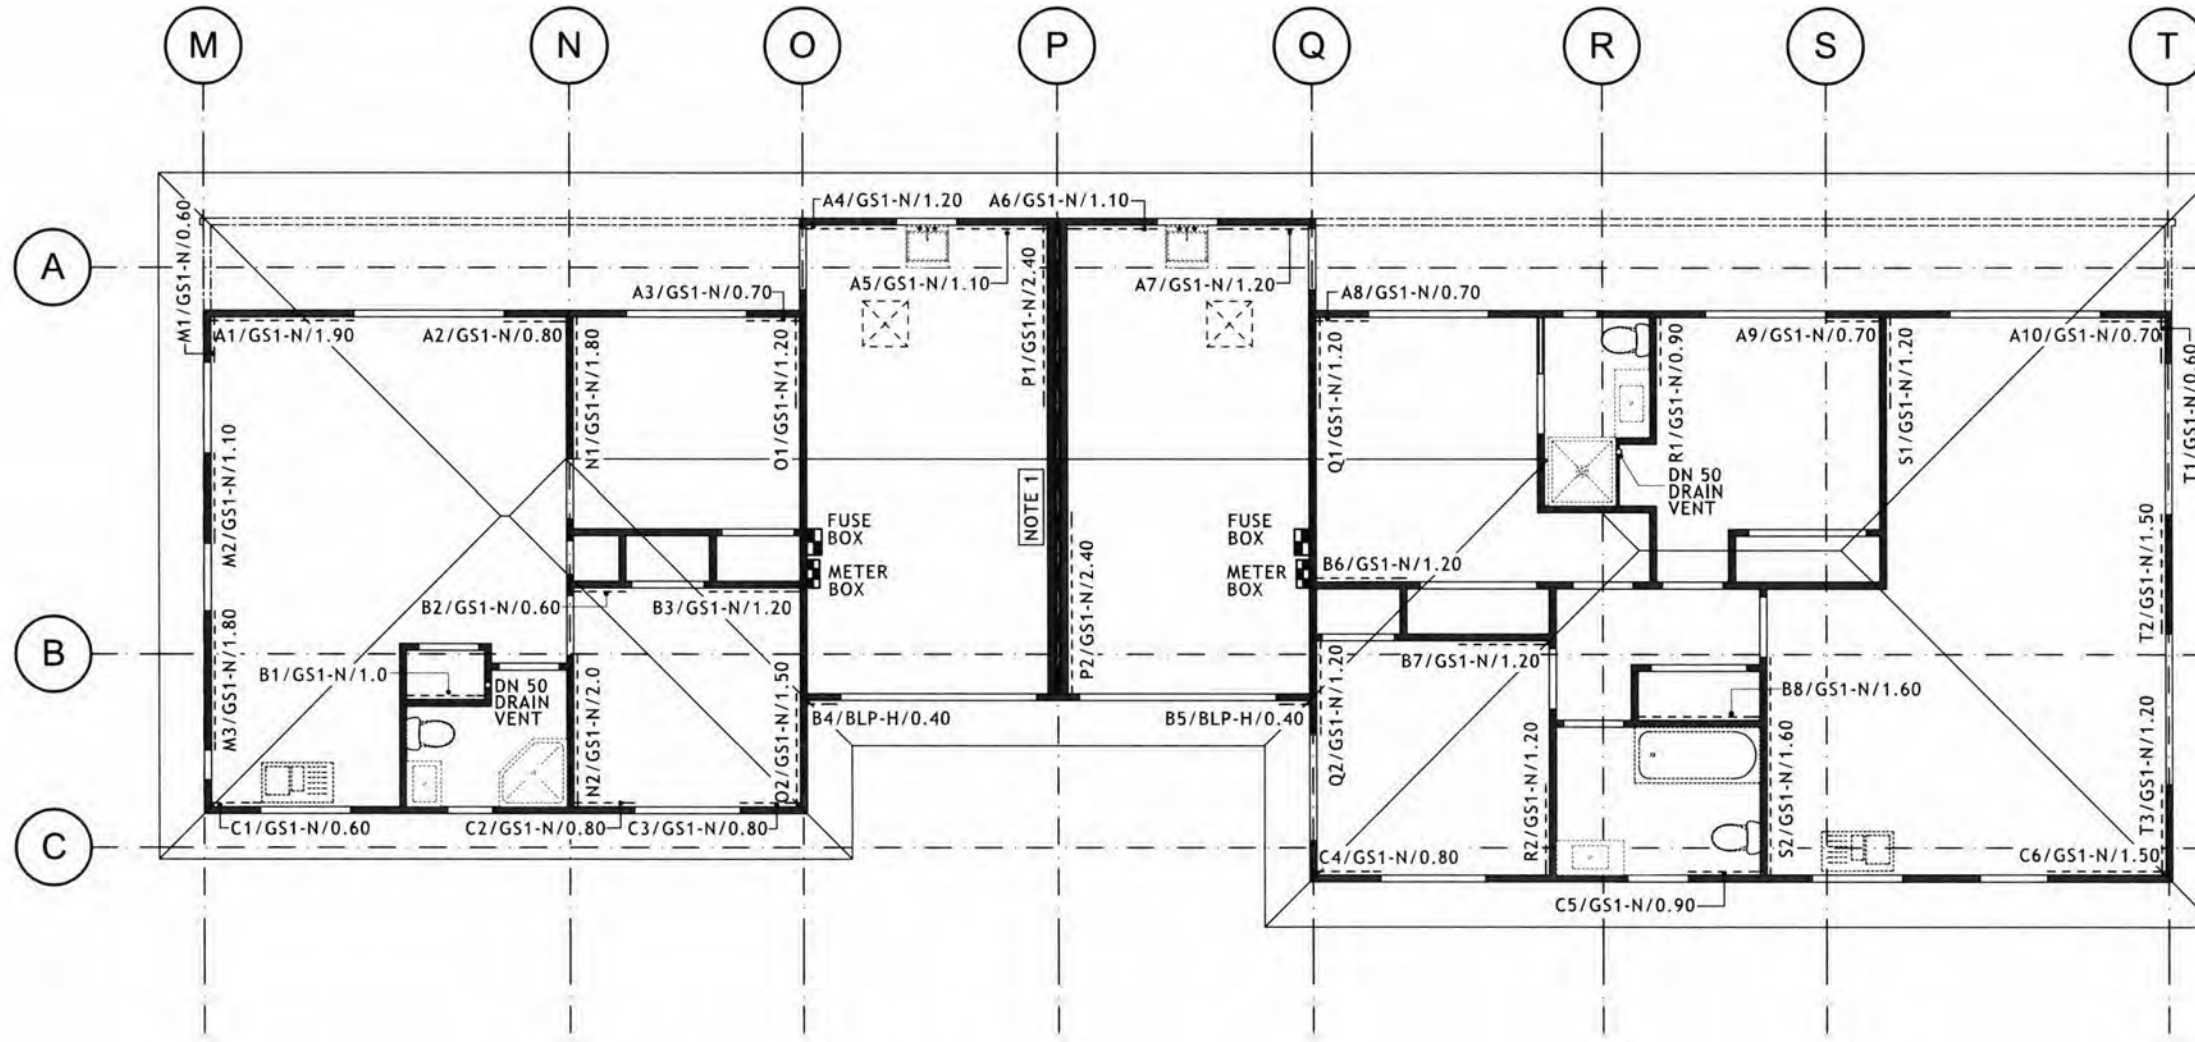 M
N
O
P
Q
R
S
T
A
B
C
M1/GS1-N/0.60
A4/GS1-N/1.20
A6/GS1-N/1.10
A5/GS1-N/1.10
A7/GS1-N/1.20
A3/GS1-N/0.70
A8/GS1-N/0.70
A1/GS1-N/1.90
A2/GS1-N/0.80
A9/GS1-N/0.70
A10/GS1-N/0.70
N1/GS1-N/1.80
O1/GS1-N/1.20
P1/GS1-N/2.40
Q1/GS1-N/1.20
R1/GS1-N/0.90
S1/GS1-N/1.20
T1/GS1-N/0.60
M2/GS1-N/1.10
NOTE 1
DN 50
DRAIN
VENT
FUSE
BOX
METER
BOX
FUSE
BOX
METER
BOX
T2/GS1-N/1.50
B6/GS1-N/1.20
P2/GS1-N/2.40
B2/GS1-N/0.60
B3/GS1-N/1.20
M3/GS1-N/1.80
B1/GS1-N/1.0
DN 50
DRAIN
VENT
N2/GS1-N/2.0
O2/GS1-N/1.50
B4/BLP-H/0.40
B5/BLP-H/0.40
Q2/GS1-N/1.20
B7/GS1-N/1.20
B8/GS1-N/1.60
R2/GS1-N/1.20
S2/GS1-N/1.60
T3/GS1-N/1.20
C1/GS1-N/0.60
C2/GS1-N/0.80
C3/GS1-N/0.80
C4/GS1-N/0.80
C6/GS1-N/1.50
C5/GS1-N/0.90